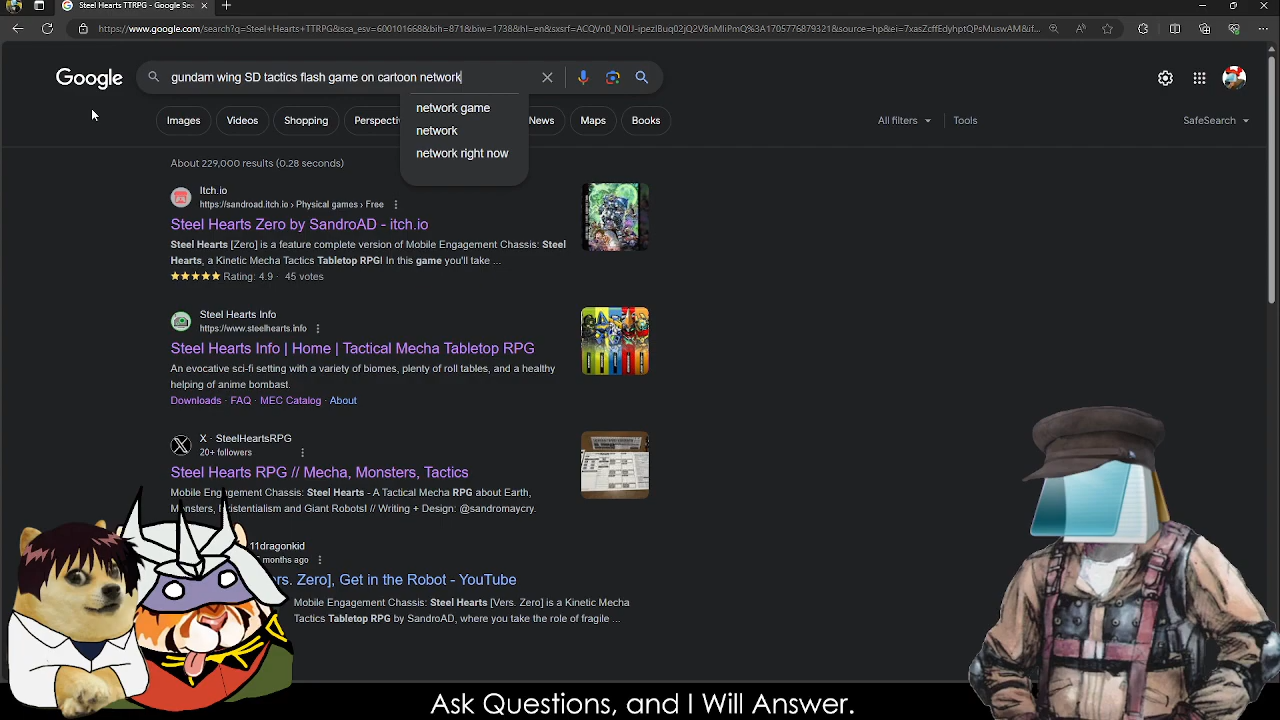 Steel Hearts TTRPG - Google Se
https://www.google.com/search?q=Steel+Hearts+TTRPG&sca_esv=600101668&bih=871&biw=1738&hl=en&sxsrf=ACQVn0_NOIJ-ipezIBuq02jQ2V8nMIiPmQ%3A1705776879321&source=hp&ei=7xasZcffEdyhptQPsMuswAM&if...
Google
gundam wing SD tactics flash game on cartoon network
network game
network
network right now
Images
Videos
Shopping
Perspecti
News
Maps
Books
All filters
Tools
SafeSearch
About 229,000 results (0.28 seconds)
Itch.io
https://sandroad.itch.io › Physical games › Free
Steel Hearts Zero by SandroAD - itch.io
Steel Hearts [Zero] is a feature complete version of Mobile Engagement Chassis: Steel
Hearts, a Kinetic Mecha Tactics Tabletop RPG! In this game you'll take ...
Rating: 4.9 · 45 votes
Steel Hearts Info
https://www.steelhearts.info
Steel Hearts Info | Home | Tactical Mecha Tabletop RPG
An evocative sci-fi setting with a variety of biomes, plenty of roll tables, and a healthy
helping of anime bombast.
Downloads · FAQ · MEC Catalog · About
X · SteelHeartsRPG
20+ followers
Steel Hearts RPG // Mecha, Monsters, Tactics
Mobile Engagement Chassis: Steel Hearts - A Tactical Mecha RPG about Earth,
Monsters, Existentialism and Giant Robots! // Writing + Design: @sandromaycry.
11dragonkid
months ago
ers. Zero], Get in the Robot - YouTube
Mobile Engagement Chassis: Steel Hearts [Vers. Zero] is a Kinetic Mecha
Tactics Tabletop RPG by SandroAD, where you take the role of fragile ...
Ask Questions, and I Will Answer.